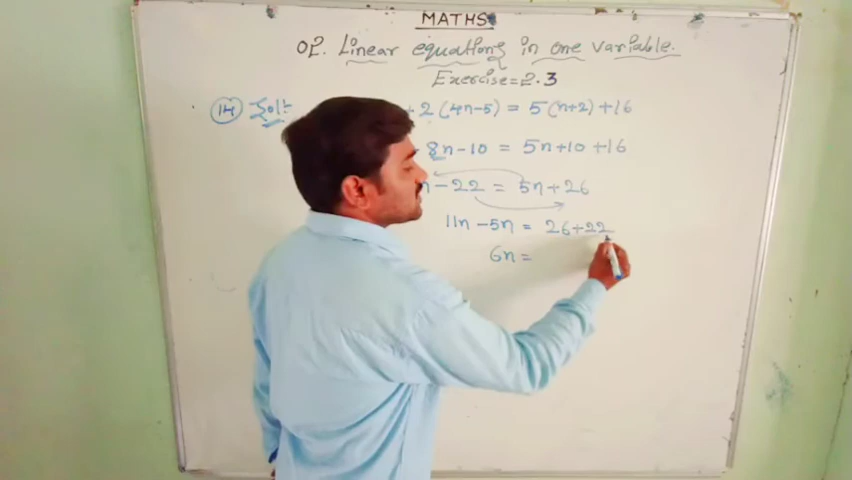 MATHS
02. Linear equations in one variable.
Exercise=2.3
14 Sol:- + 2(4n-5) = 5(n+2)+16
8n-10 = 5n+10+16
n-22 = 5n+26
11n-5n = 26+22
6n =